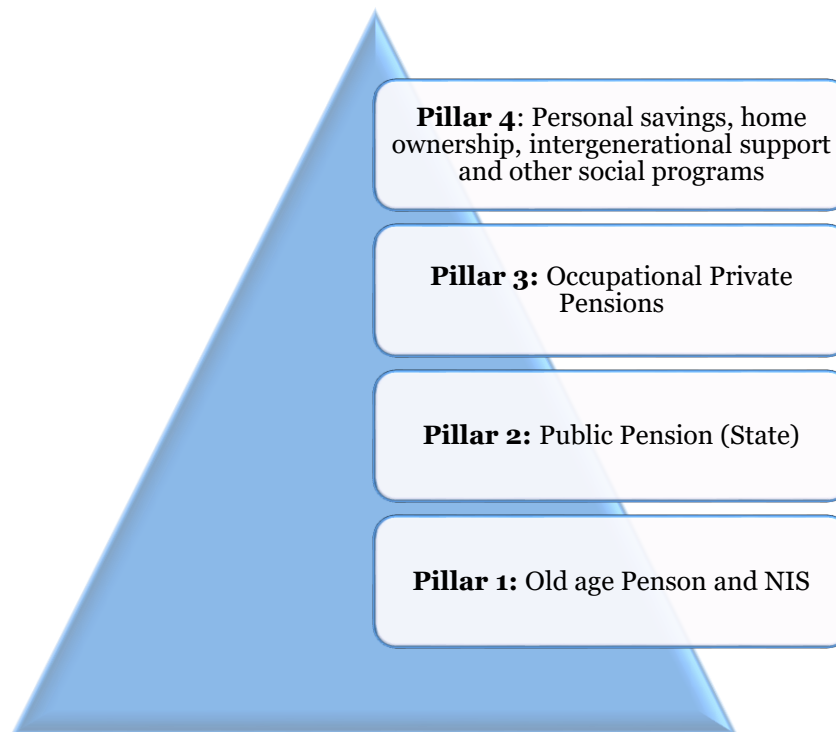 Pillar 4: Personal savings, home
ownership, intergenerational support
and other social programs
Pillar 3: Occupational Private
Pensions
Pillar 2: Public Pension (State)
Pillar 1: Old age Penson and NIS